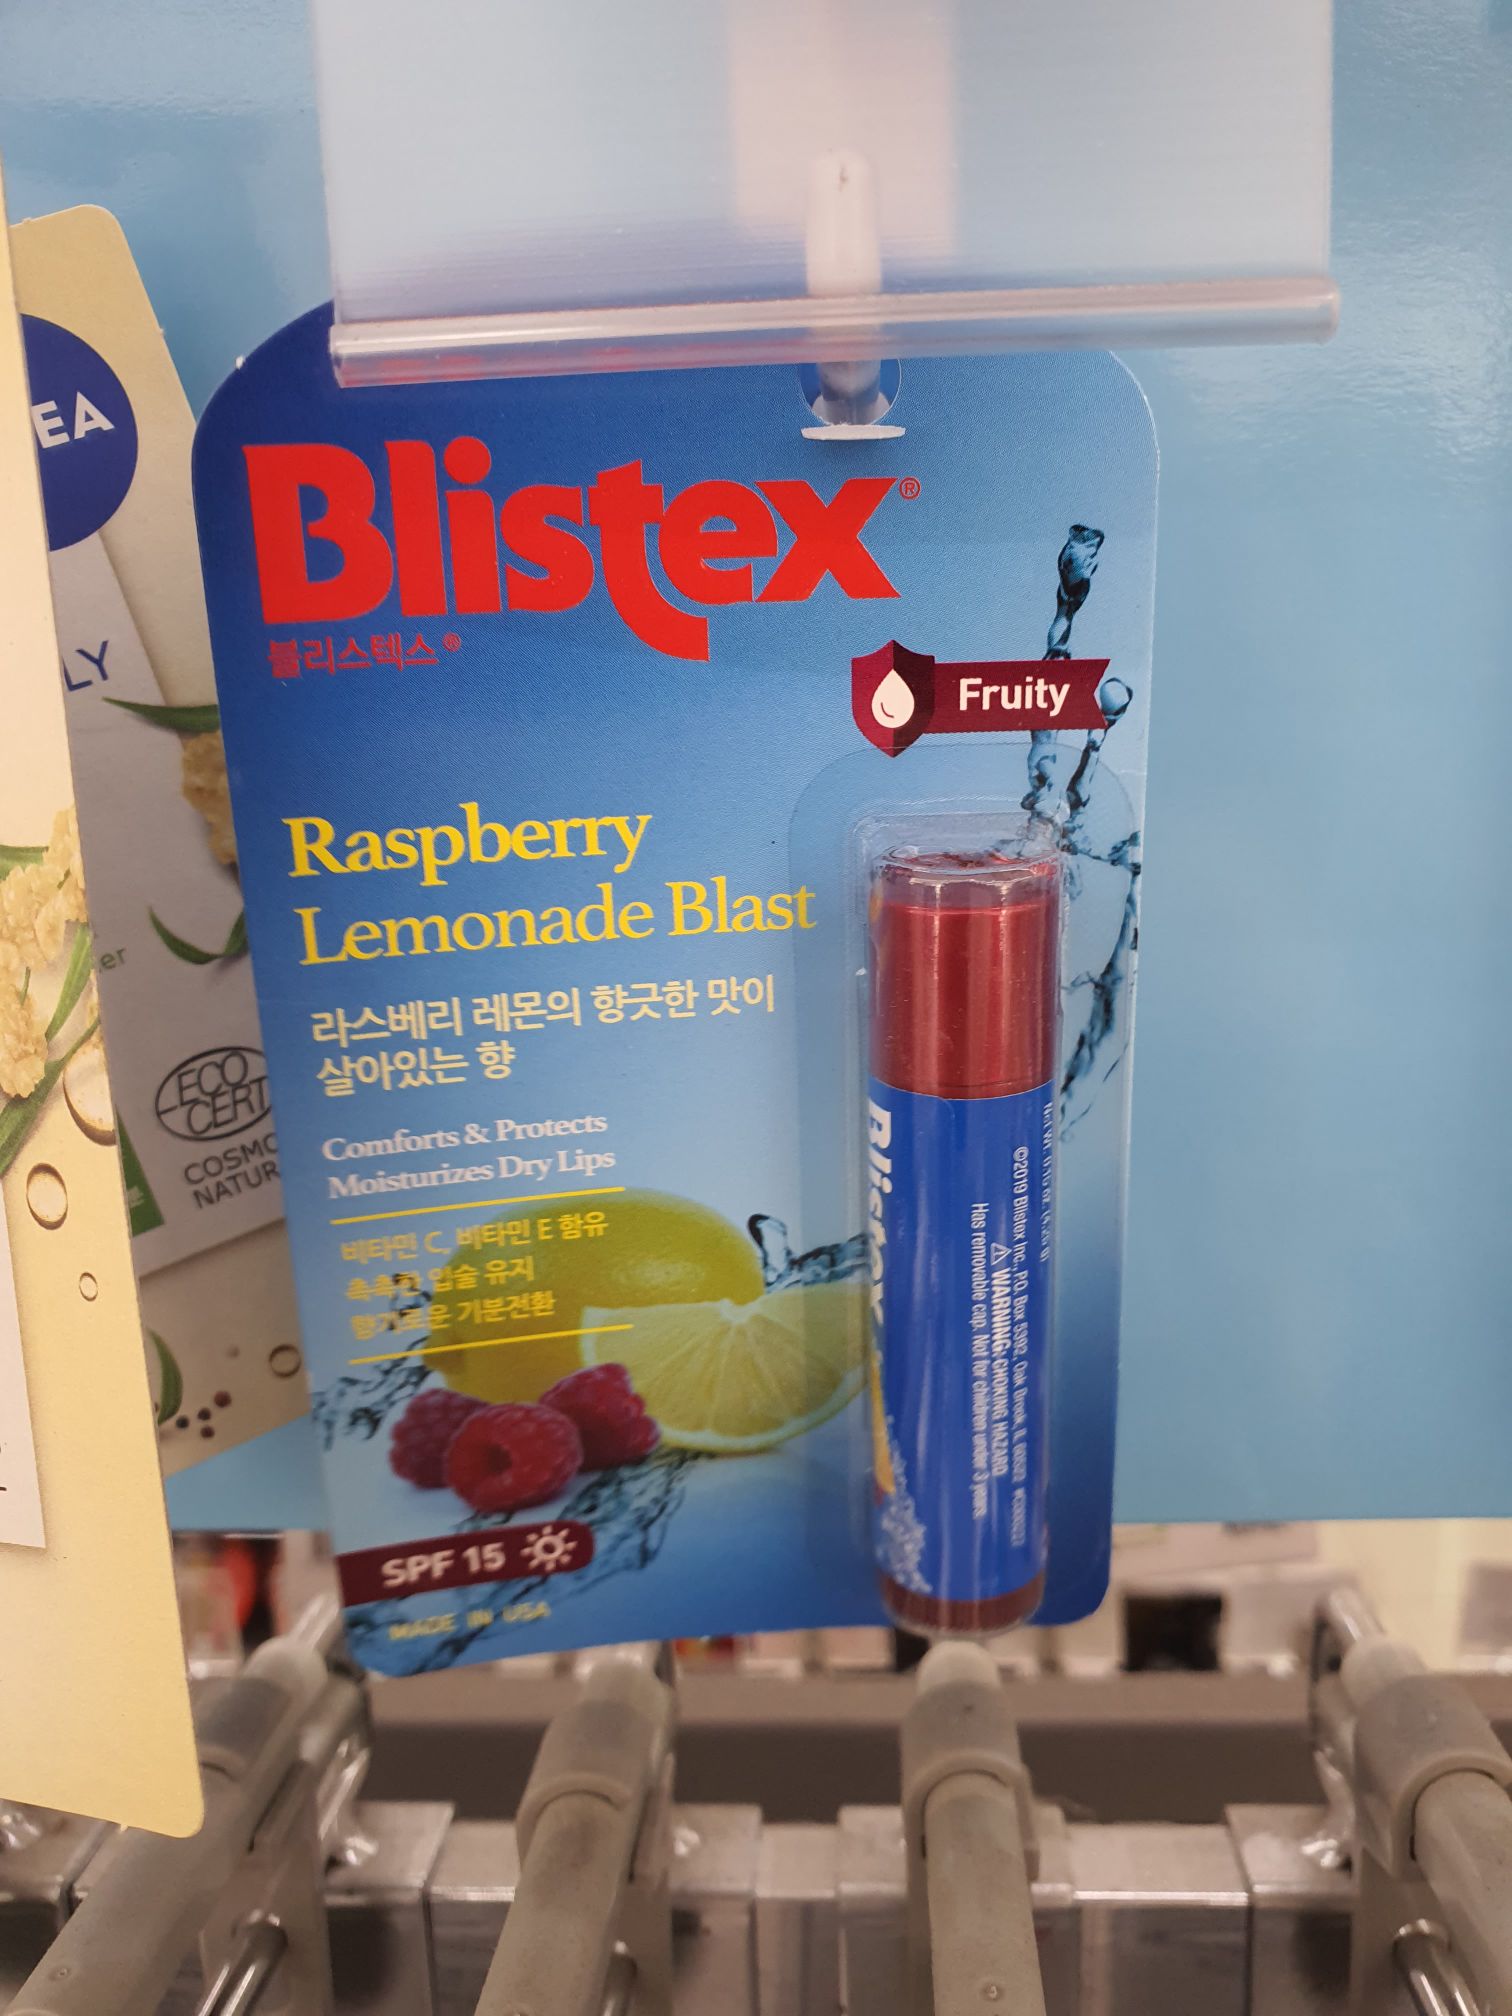 Blistex®
블리스텍스®
Fruity
Raspberry
Lemonade Blast
라스베리 레몬의 향긋한 맛이
살아있는 향
Comforts & Protects
Moisturizes Dry Lips
비타민 C, 비타민 E 함유
촉촉한 입술 유지
향기로운 기분전환
SPF 15
MADE IN USA
Blistex
©2019 Blistex Inc., P.O. Box 5392, Oak Brook, IL
⚠ WARNING: CHOKING HAZARD
Has removable cap. Not for children under 3 years.
EA
LY
er
ECO
CERT
COSMO
NATUR